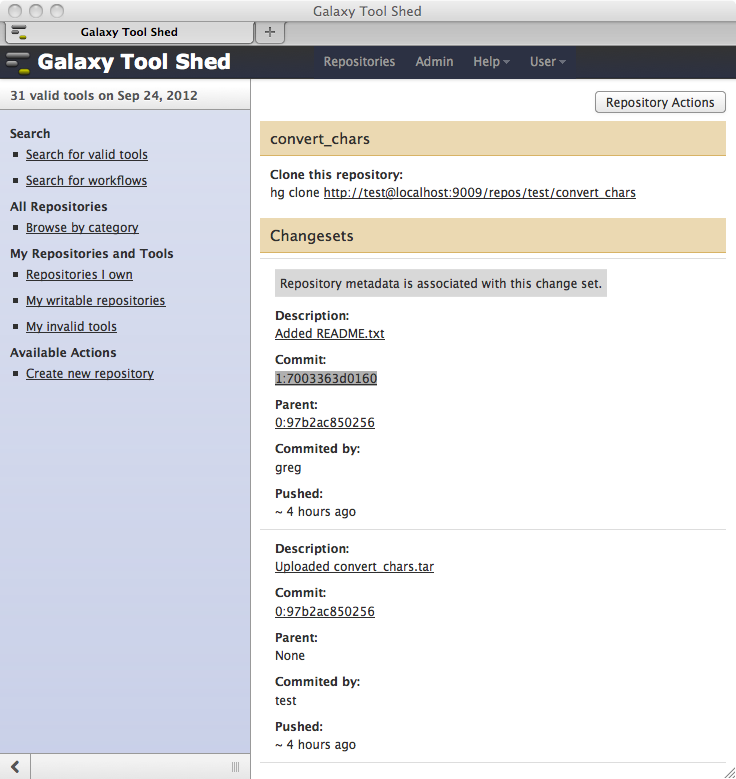 Galaxy Tool Shed
Galaxy Tool Shed
+
Galaxy Tool Shed
Repositories Admin Help User
31 valid tools on Sep 24, 2012
Search
Search for valid tools
Search for workflows
All Repositories
Browse by category
My Repositories and Tools
Repositories I own
My writable repositories
My invalid tools
Available Actions
Create new repository
Repository Actions
convert_chars
Clone this repository:
hg clone http://test@localhost:9009/repos/test/convert_chars
Changesets
Repository metadata is associated with this change set.
Description:
Added README.txt
Commit:
1:7003363d0160
Parent:
0:97b2ac850256
Commited by:
greg
Pushed:
~ 4 hours ago
Description:
Uploaded convert_chars.tar
Commit:
0:97b2ac850256
Parent:
None
Commited by:
test
Pushed:
~ 4 hours ago